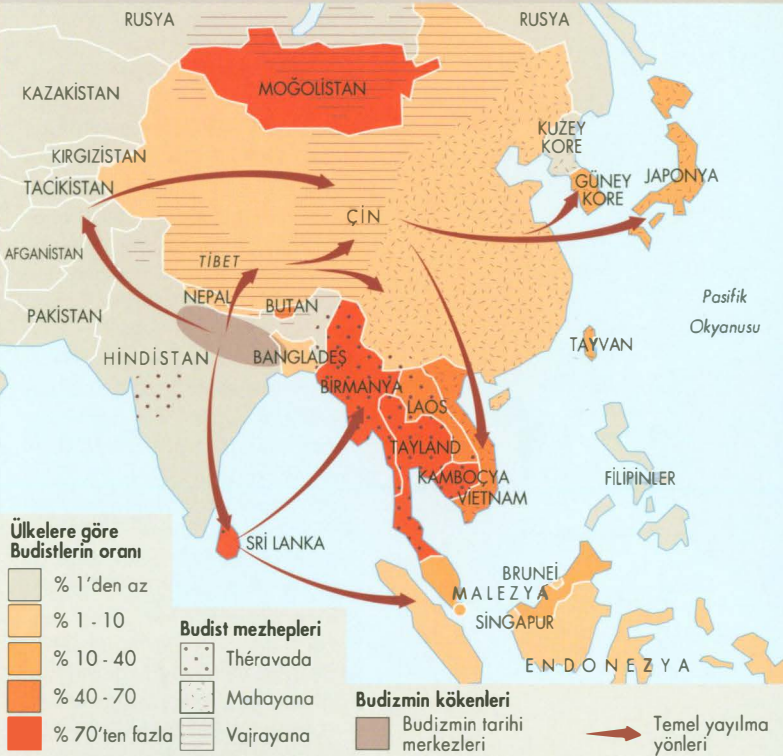 RUSYA
RUSYA
KAZAKİSTAN
MOĞOLİSTAN
KUZEY
KORE
KIRGIZİSTAN
TACİKİSTAN
GÜNEY
KORE
JAPONYA
ÇİN
AFGANİSTAN
TİBET
NEPAL
BUTAN
PAKİSTAN
Pasifik
Okyanusu
HİNDİSTAN
BANGLADEŞ
TAYVAN
BİRMANYA
LAOS
TAYLAND
KAMBOÇYA
VİETNAM
FİLİPİNLER
SRİ LANKA
BRUNEİ
MALEZYA
SİNGAPUR
ENDONEZYA
Ülkelere göre
Budistlerin oranı
% 1'den az
% 1 - 10
% 10 - 40
% 40 - 70
% 70'ten fazla
Budist mezhepleri
Théravada
Mahayana
Vajrayana
Budizmin kökenleri
Budizmin tarihi
merkezleri
Temel yayılma
yönleri